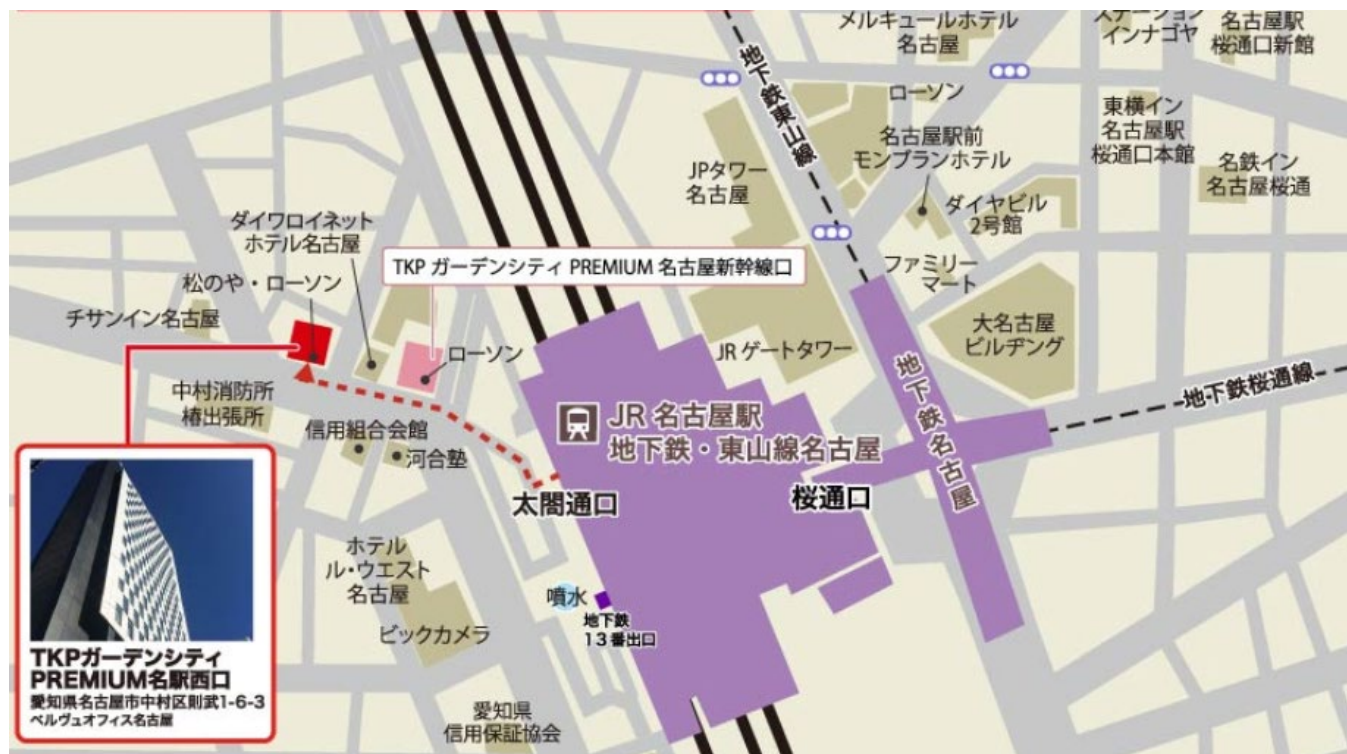 メルキュールホテル
名古屋
ステーション
インナゴヤ
名古屋駅
桜通口新館
地下鉄東山線
ローソン
東横イン
名古屋駅
桜通口本館
名古屋駅前
モンブランホテル
名鉄イン
名古屋桜通
JPタワー
名古屋
ダイヤビル
2号館
ダイワロイネット
ホテル名古屋
TKP ガーデンシティ PREMIUM 名古屋新幹線口
ファミリー
マート
松のや・ローソン
チサンイン名古屋
大名古屋
ビルヂング
JR ゲートタワー
ローソン
地下鉄名古屋
地下鉄桜通線
中村消防所
椿出張所
JR 名古屋駅
地下鉄・東山線名古屋
信用組合会館
河合塾
太閤通口
桜通口
ホテル
ル・ウエスト
名古屋
噴水
地下鉄
13番出口
ビックカメラ
TKPガーデンシティ
PREMIUM名駅西口
愛知県名古屋市中村区則武1-6-3
ベルヴュオフィス名古屋
愛知県
信用保証協会